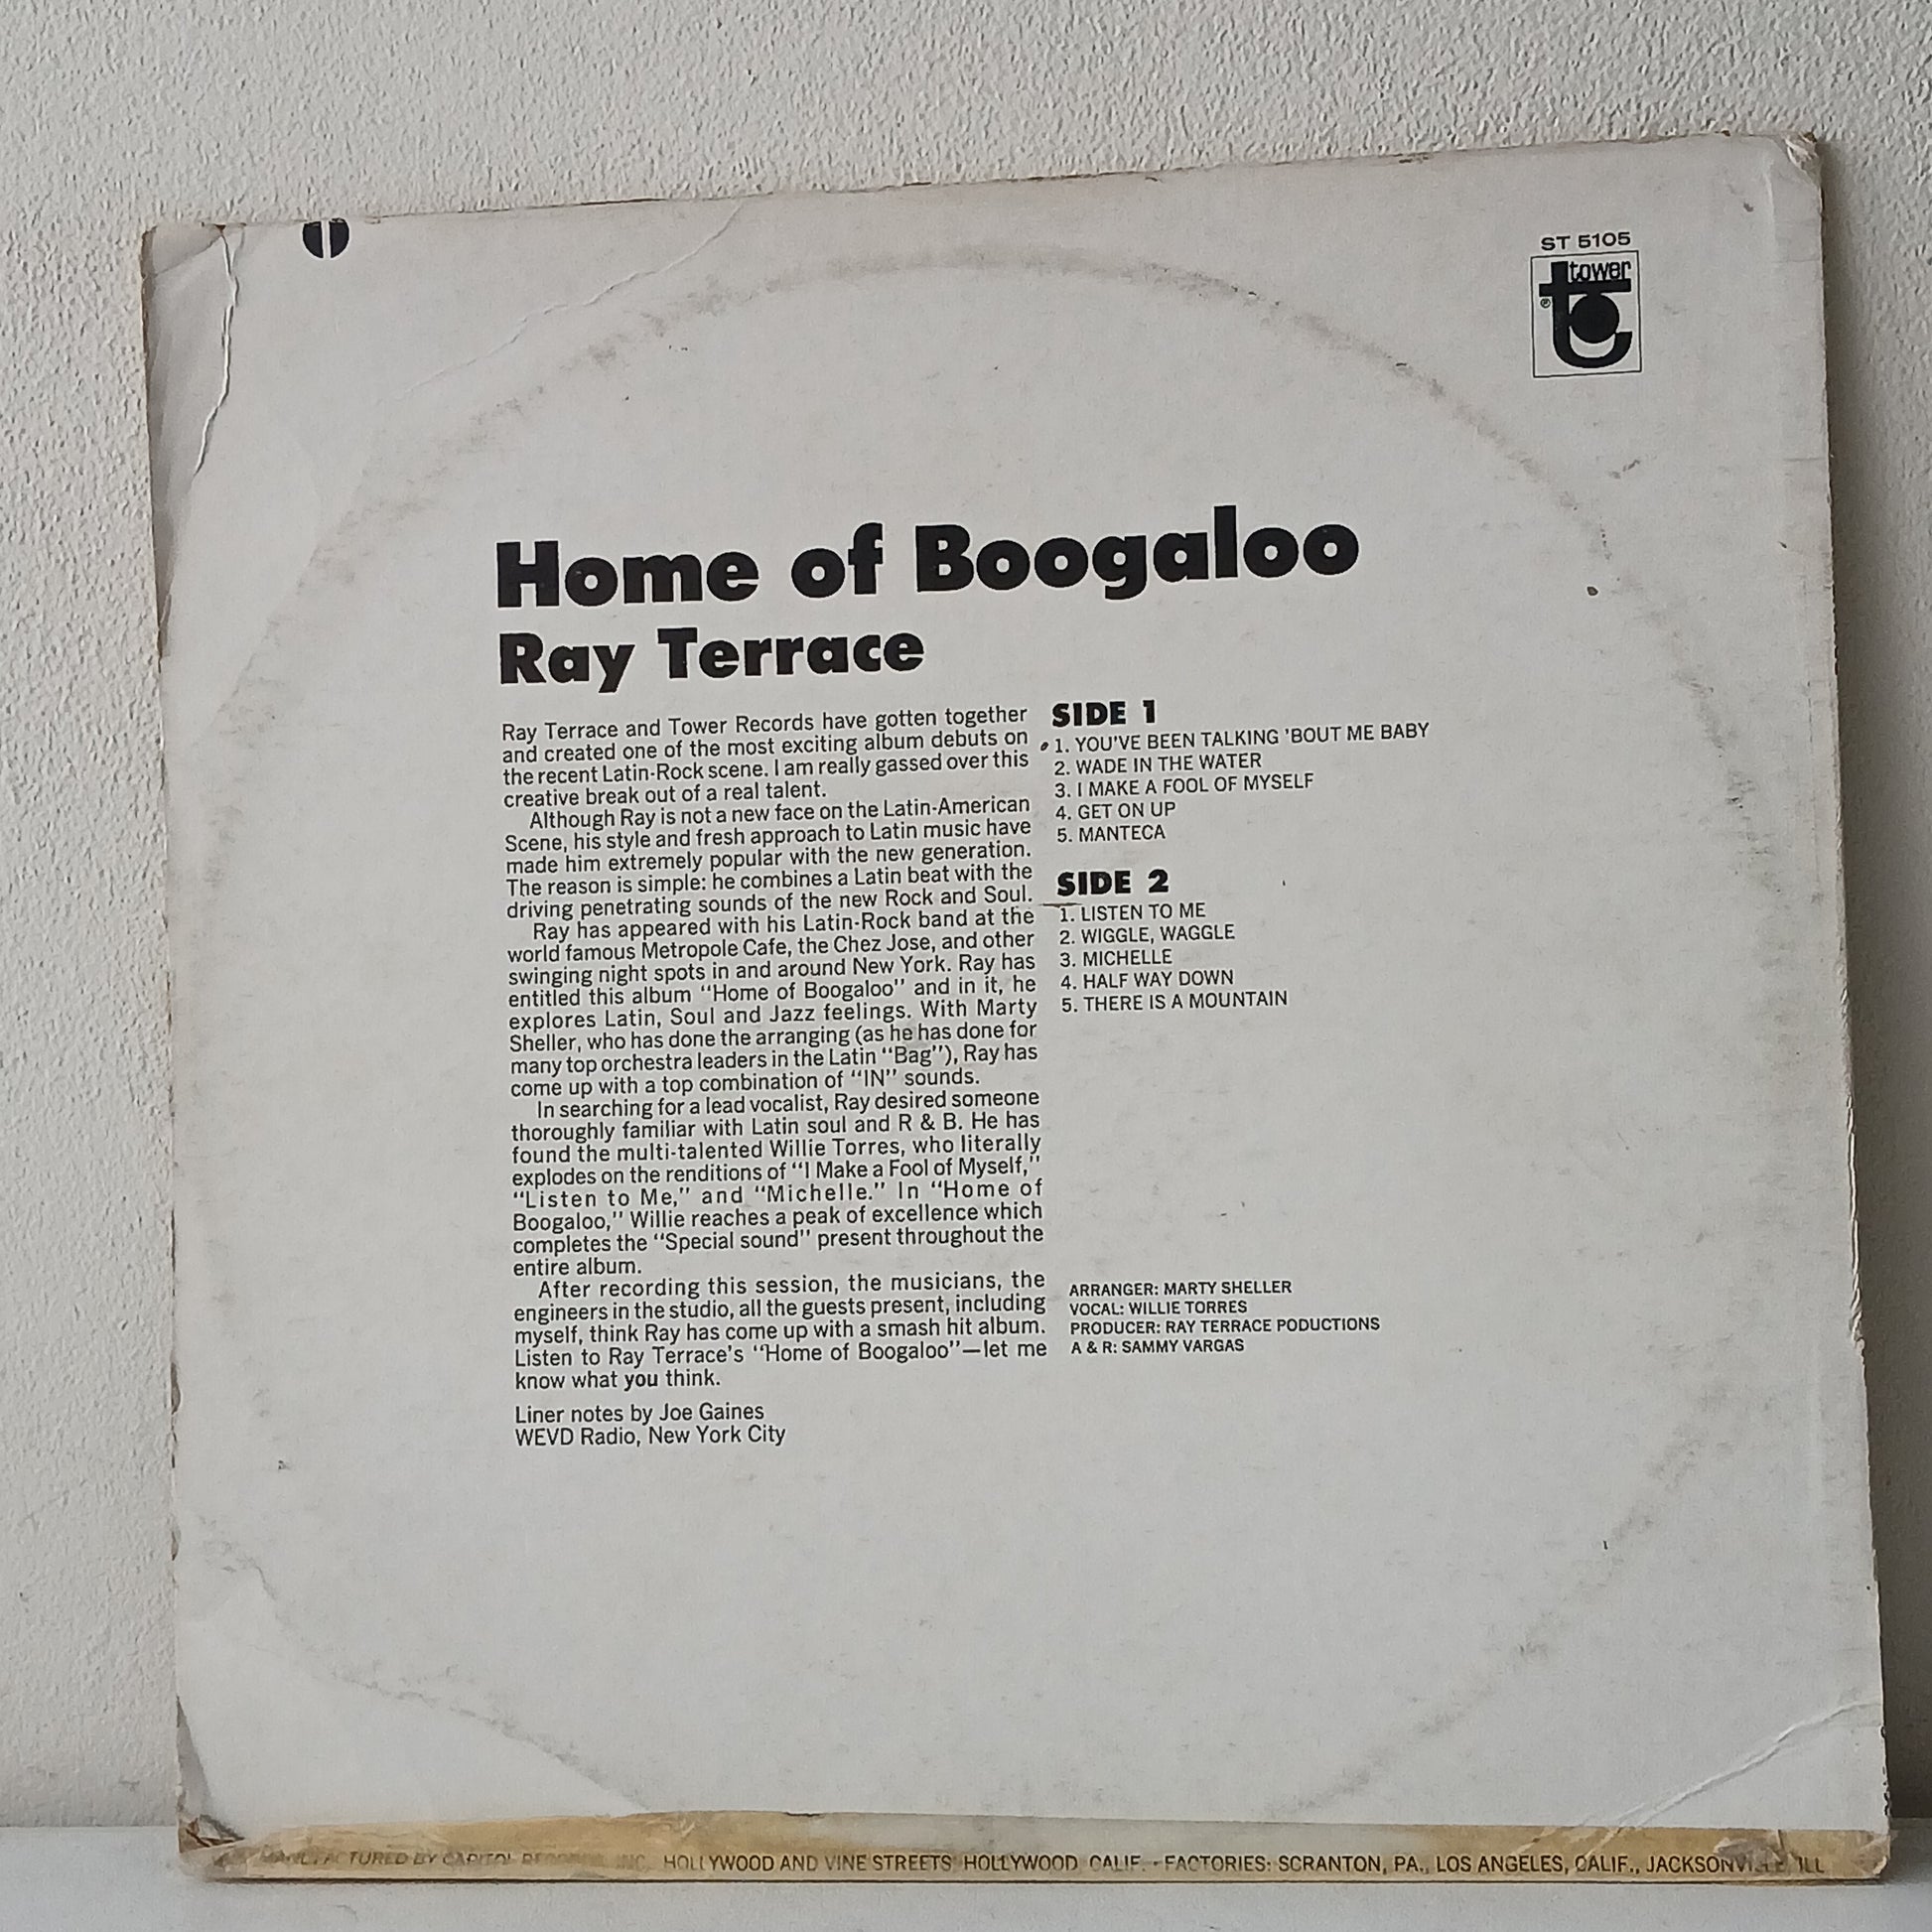 ST 5105
tower
Home of Boogaloo
Ray Terrace
Ray Terrace and Tower Records have gotten together
and created one of the most exciting album debuts on
the recent Latin-Rock scene. I am really gassed over this
creative break out of a real talent.
Although Ray is not a new face on the Latin-American
Scene, his style and fresh approach to Latin music have
made him extremely popular with the new generation.
The reason is simple: he combines a Latin beat with the
driving penetrating sounds of the new Rock and Soul.
Ray has appeared with his Latin-Rock band at the
world famous Metropole Cafe, the Chez Jose, and other
swinging night spots in and around New York. Ray has
entitled this album "Home of Boogaloo" and in it, he
explores Latin, Soul and Jazz feelings. With Marty
Sheller, who has done the arranging (as he has done for
many top orchestra leaders in the Latin "Bag"), Ray has
come up with a top combination of "IN" sounds.
In searching for a lead vocalist, Ray desired someone
thoroughly familiar with Latin soul and R & B. He has
found the multi-talented Willie Torres, who literally
explodes on the renditions of "I Make a Fool of Myself,"
"Listen to Me," and "Michelle." In "Home of
Boogaloo," Willie reaches a peak of excellence which
completes the "Special sound" present throughout the
entire album.
After recording this session, the musicians, the
engineers in the studio, all the guests present, including
myself, think Ray has come up with a smash hit album.
Listen to Ray Terrace's "Home of Boogaloo"—let me
know what you think.
Liner notes by Joe Gaines
WEVD Radio, New York City
SIDE 1
1. YOU'VE BEEN TALKING 'BOUT ME BABY
2. WADE IN THE WATER
3. I MAKE A FOOL OF MYSELF
4. GET ON UP
5. MANTECA
SIDE 2
1. LISTEN TO ME
2. WIGGLE, WAGGLE
3. MICHELLE
4. HALF WAY DOWN
5. THERE IS A MOUNTAIN
ARRANGER: MARTY SHELLER
VOCAL: WILLIE TORRES
PRODUCER: RAY TERRACE PODUCTIONS
A & R: SAMMY VARGAS
MANUFACTURED BY CAPITOL RECORDS, INC. HOLLYWOOD AND VINE STREETS HOLLYWOOD CALIF. • FACTORIES: SCRANTON, PA., LOS ANGELES, CALIF., JACKSONVILLE ILL